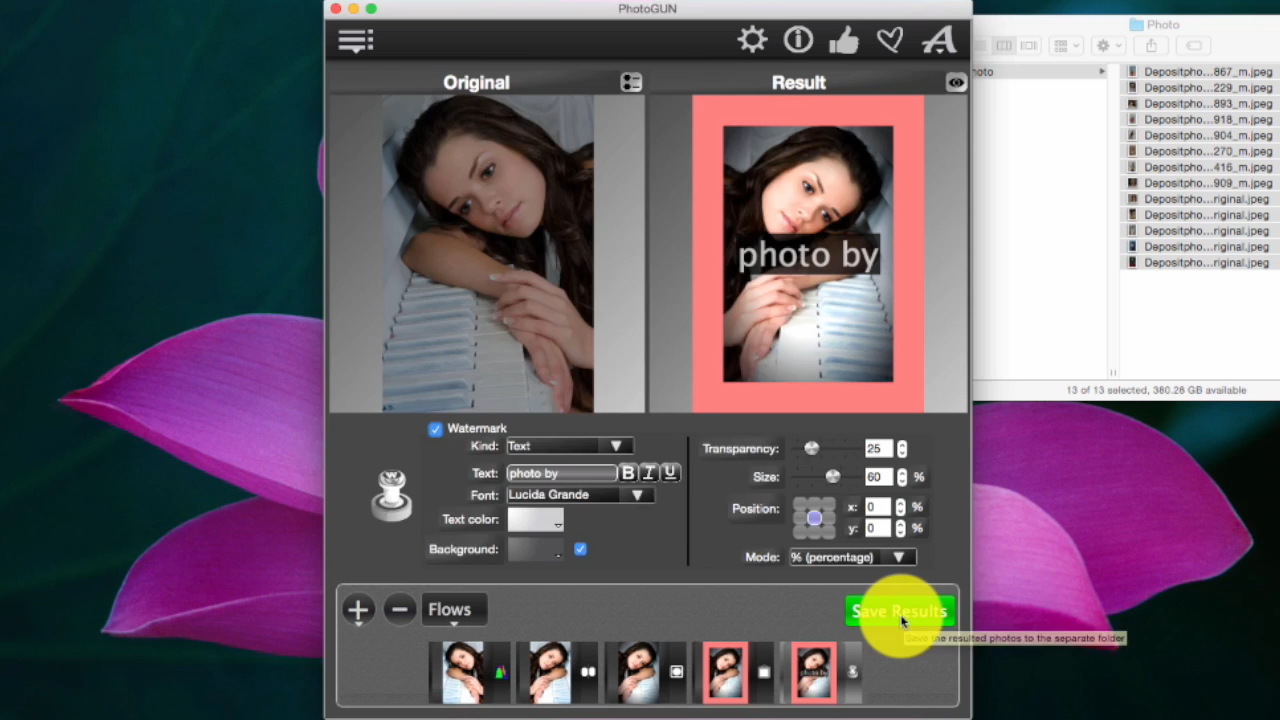 PhotoGUN
Photo
Original
Result
oto
Depositpho...867_m.jpeg
Depositpho...229_m.jpeg
Depositpho...893_m.jpeg
Depositpho...918_m.jpeg
Depositpho...904_m.jpeg
Depositpho...270_m.jpeg
Depositpho...416_m.jpeg
Depositpho...909_m.jpeg
Depositpho...riginal.jpeg
Depositpho...riginal.jpeg
Depositpho...riginal.jpeg
Depositpho...riginal.jpeg
Depositpho...riginal.jpeg
13 of 13 selected, 380.28 GB available
photo by
Watermark
Kind: Text
Text: photo by B I U
Font: Lucida Grande
Text color:
Background:
Transparency: 25
Size: 60 %
Position: x: 0 %
y: 0 %
Mode: % (percentage)
+ − Flows
Save Results
Save the resulted photos to the separate folder
photo by